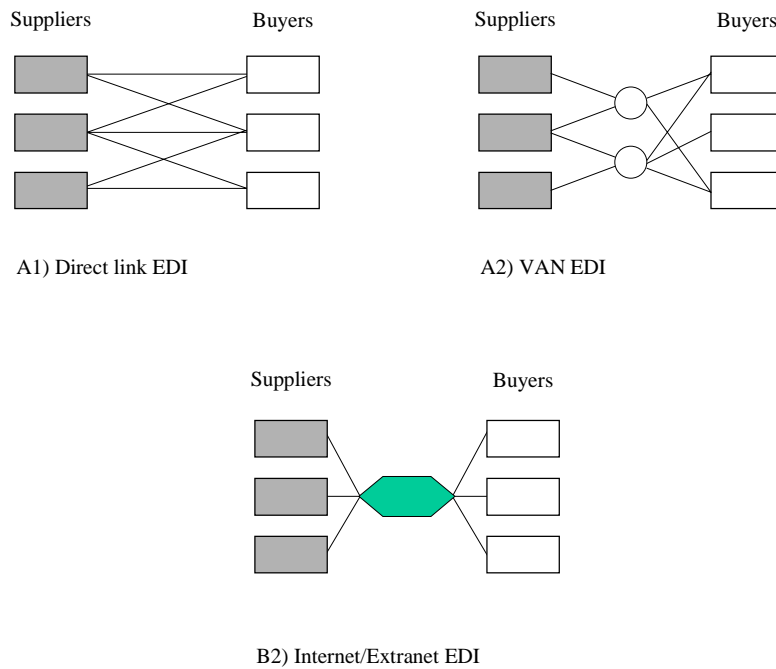 Suppliers
Buyers
Suppliers
Buyers
A1) Direct link EDI
A2) VAN EDI
Suppliers
Buyers
B2) Internet/Extranet EDI